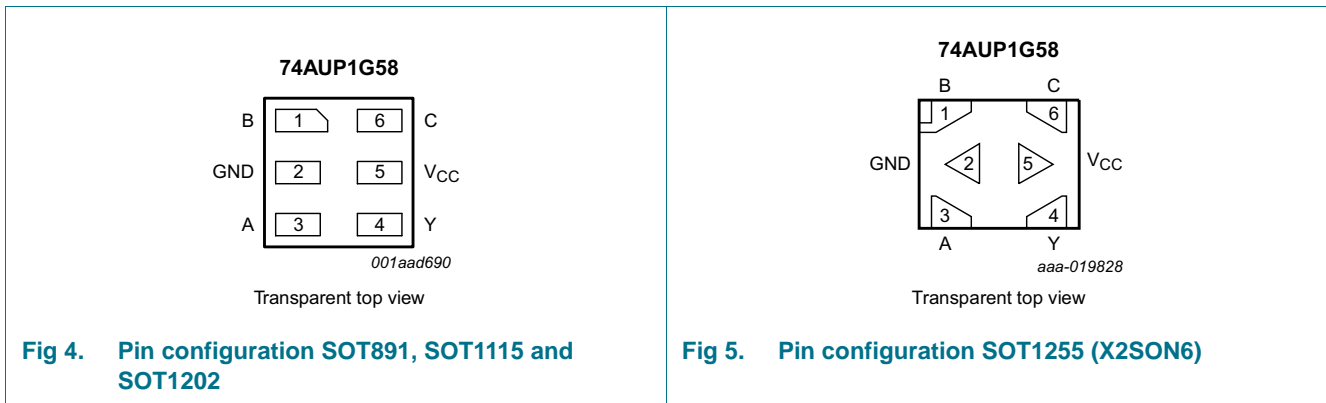 74AUP1G58
B 1 6 C
GND 2 5 VCC
A 3 4 Y
001aad690
Transparent top view
Fig 4. Pin configuration SOT891, SOT1115 and
SOT1202
74AUP1G58
B C
1 6
GND 2 5 VCC
3 4
A Y
aaa-019828
Transparent top view
Fig 5. Pin configuration SOT1255 (X2SON6)